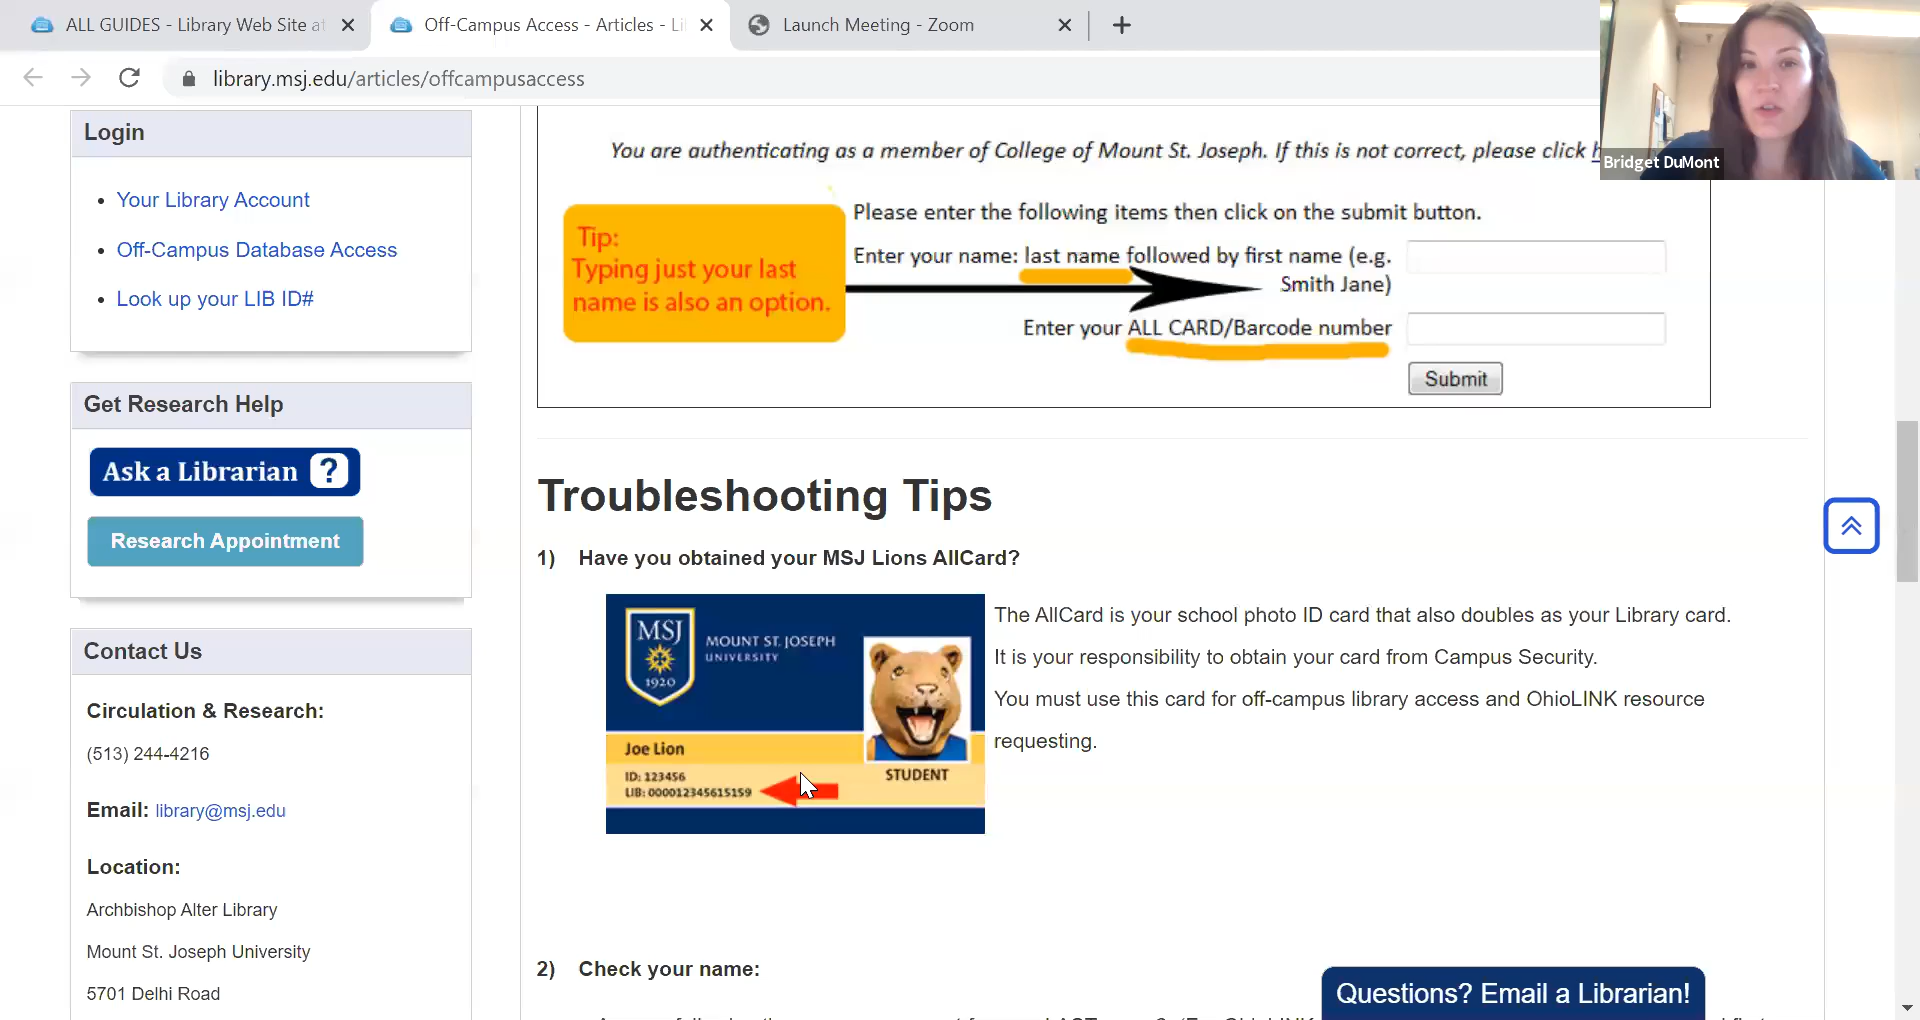 ALL GUIDES - Library Web Site at
Off-Campus Access - Articles - Li
Launch Meeting - Zoom
library.msj.edu/articles/offcampusaccess
Bridget DuMont
Login
Your Library Account
Off-Campus Database Access
Look up your LIB ID#
Get Research Help
Ask a Librarian ?
Research Appointment
Contact Us
Circulation & Research:
(513) 244-4216
Email: library@msj.edu
Location:
Archbishop Alter Library
Mount St. Joseph University
5701 Delhi Road
You are authenticating as a member of College of Mount St. Joseph. If this is not correct, please click
Please enter the following items then click on the submit button.
Tip:
Typing just your last
name is also an option.
Enter your name: last name followed by first name (e.g.
Smith Jane)
Enter your ALL CARD/Barcode number
Submit
Troubleshooting Tips
1) Have you obtained your MSJ Lions AllCard?
MSJ
1920
MOUNT ST. JOSEPH
UNIVERSITY
Joe Lion
ID: 123456
LIB: 000012345615159
STUDENT
The AllCard is your school photo ID card that also doubles as your Library card.
It is your responsibility to obtain your card from Campus Security.
You must use this card for off-campus library access and OhioLINK resource
requesting.
2) Check your name:
Questions? Email a Librarian!